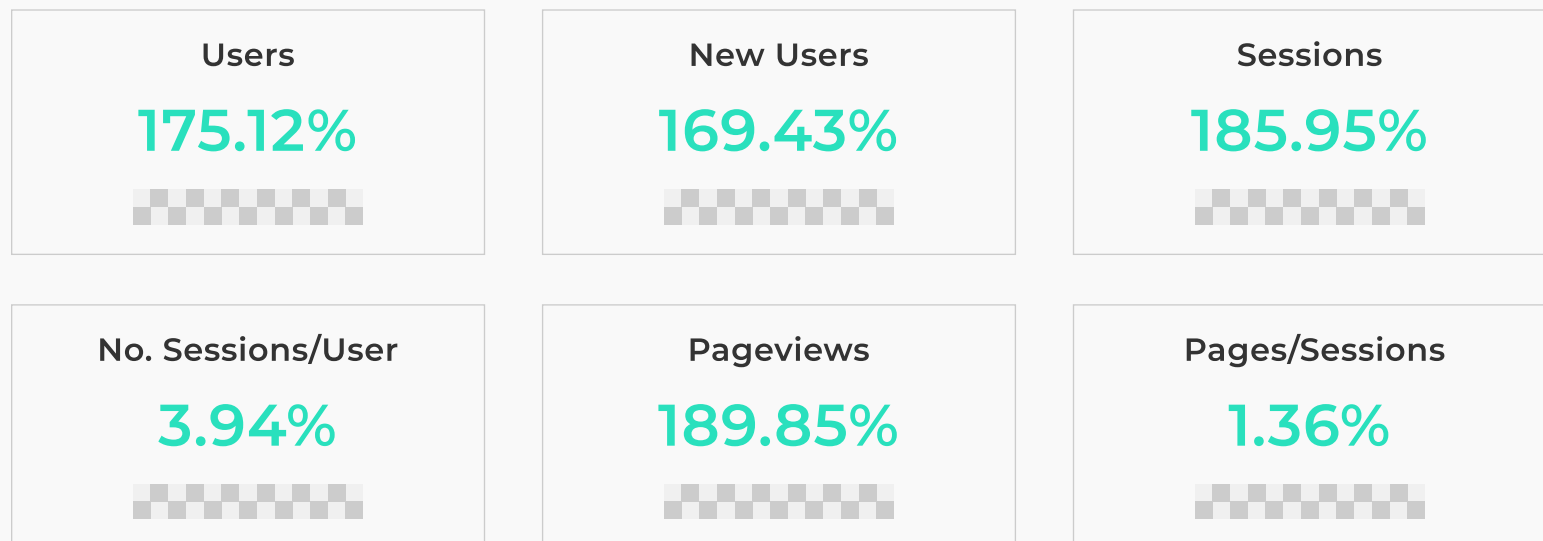 Users
175.12%
New Users
169.43%
Sessions
185.95%
No. Sessions/User
3.94%
Pageviews
189.85%
Pages/Sessions
1.36%